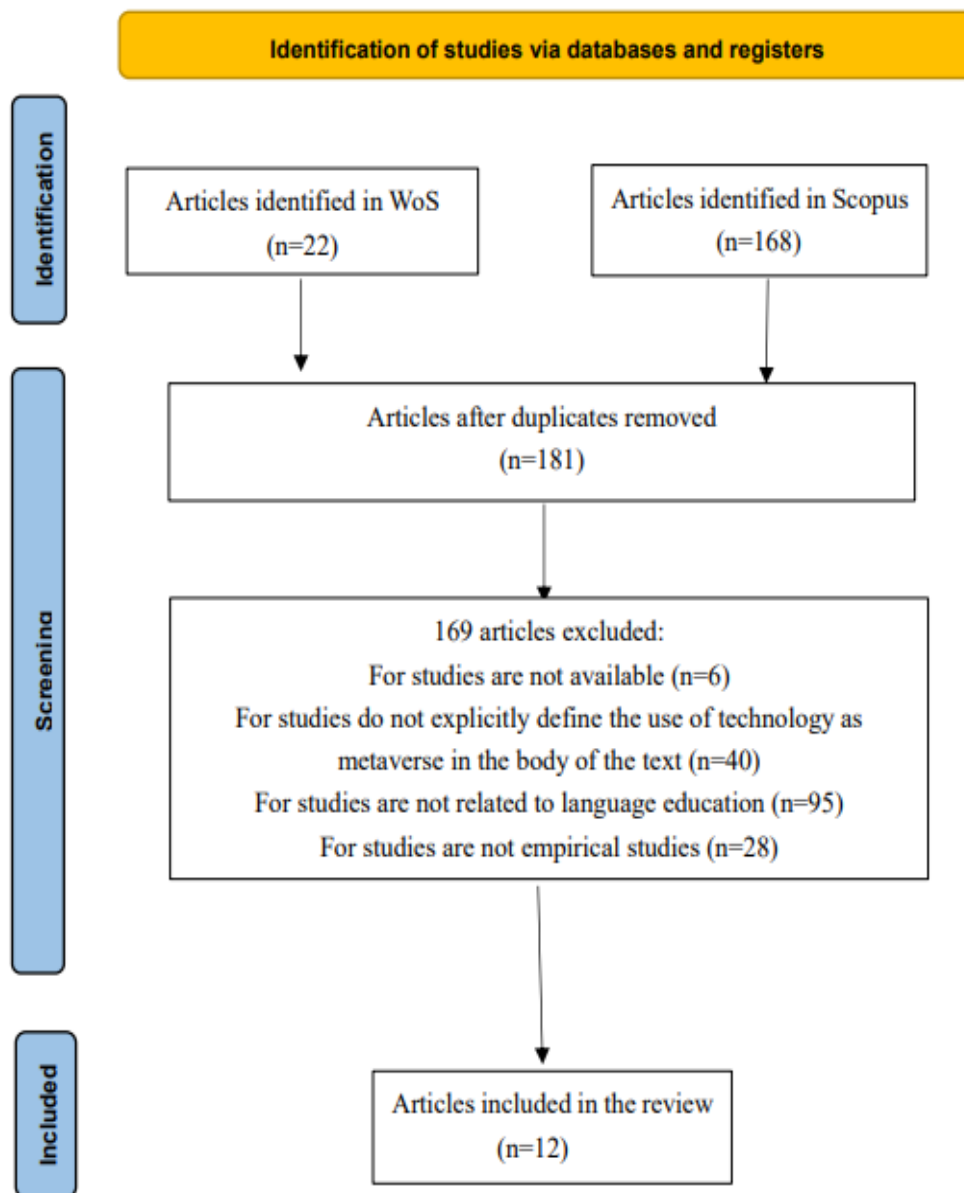 Identification of studies via databases and registers
Identification
Articles identified in WoS
(n=22)
Articles identified in Scopus
(n=168)
Screening
Articles after duplicates removed
(n=181)
169 articles excluded:
For studies are not available (n=6)
For studies do not explicitly define the use of technology as
metaverse in the body of the text (n=40)
For studies are not related to language education (n=95)
For studies are not empirical studies (n=28)
Included
Articles included in the review
(n=12)